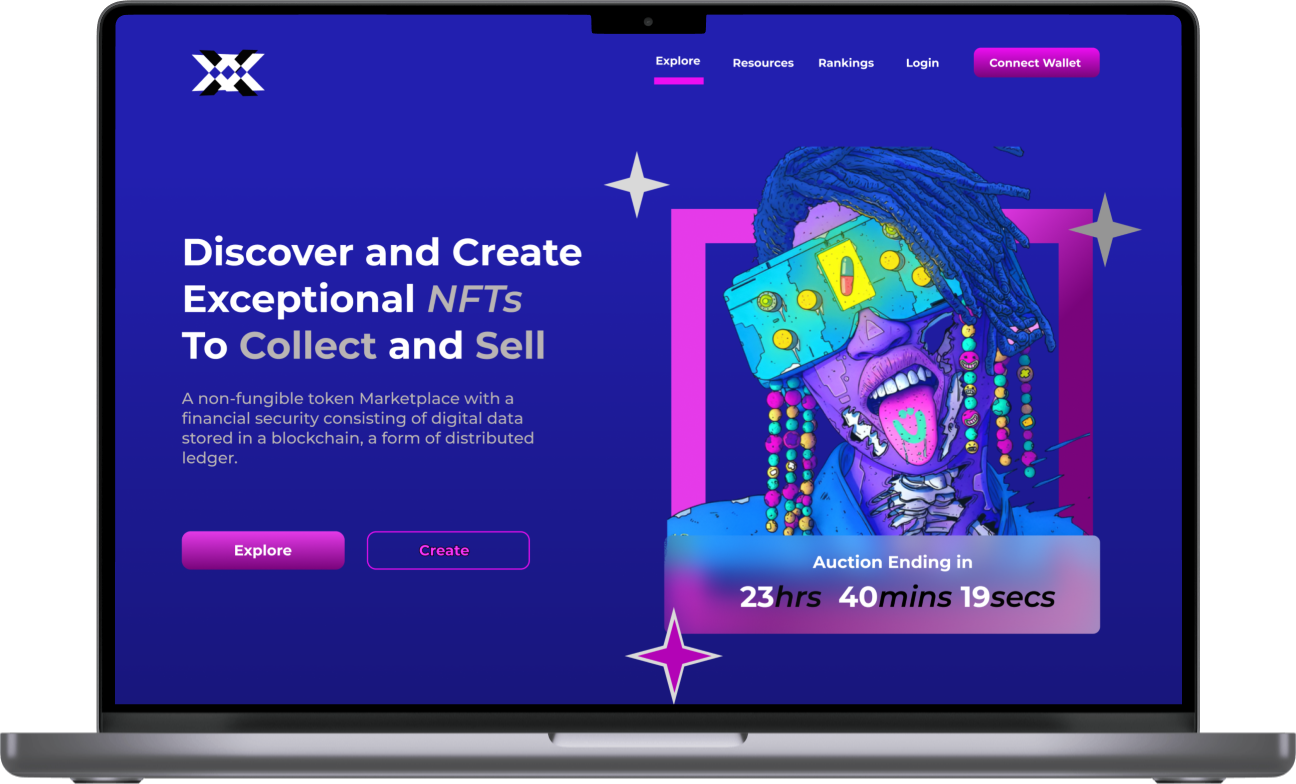 Explore
Resources
Rankings
Login
Connect Wallet
Discover and Create
Exceptional NFTs
To Collect and Sell
A non-fungible token Marketplace with a
financial security consisting of digital data
stored in a blockchain, a form of distributed
ledger.
Explore
Create
Auction Ending in
23hrs 40mins 19secs